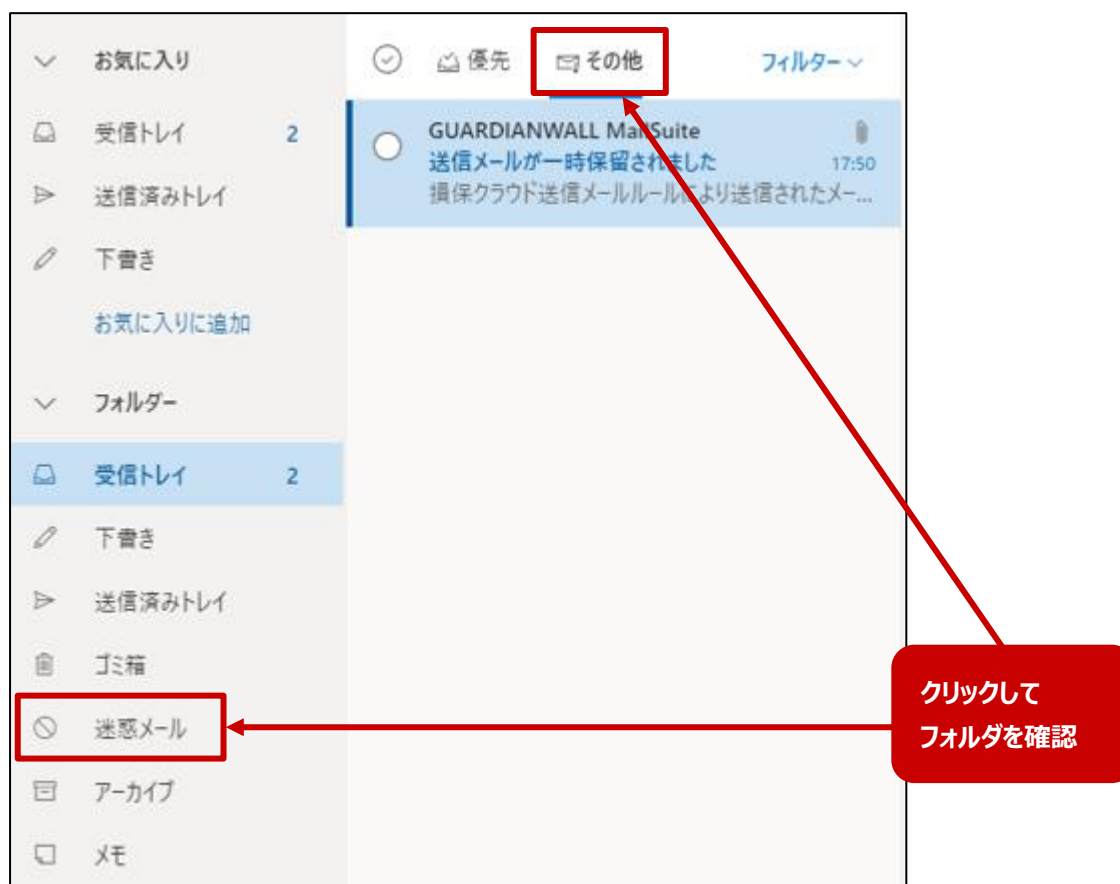 お気に入り
受信トレイ 2
送信済みトレイ
下書き
お気に入りに追加
フォルダー
受信トレイ 2
下書き
送信済みトレイ
ゴミ箱
迷惑メール
アーカイブ
メモ
優先 その他 フィルター
GUARDIANWALL MailSuite
送信メールが一時保留されました 17:50
損保クラウド送信メールルールにより送信されたメー...
クリックして
フォルダを確認